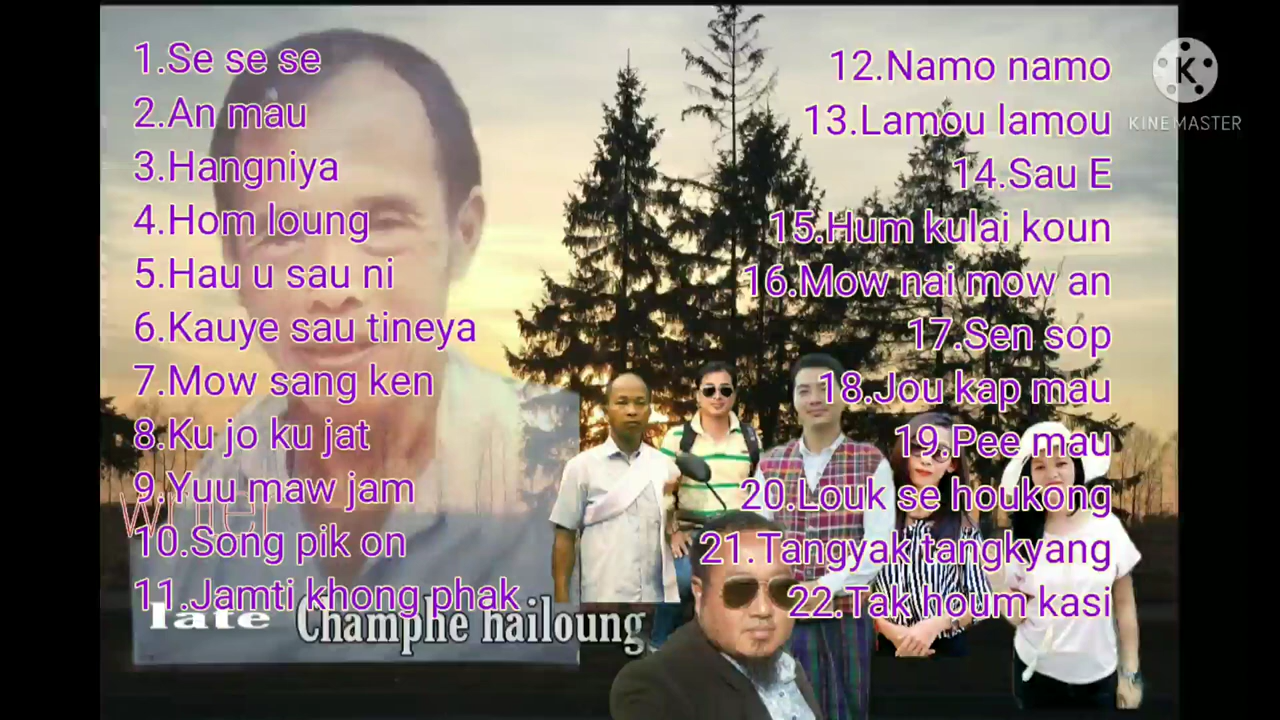 1.Se se se
2.An mau
3.Hangniya
4.Hom loung
5.Hau u sau ni
6.Kauye sau tineya
7.Mow sang ken
8.Ku jo ku jat
9.Yuu maw jam
10.Song pik on
11.Jamti khong phak
12.Namo namo
13.Lamou lamou
14.Sau E
15.Hum kulai koun
16.Mow nai mow an
17.Sen sop
18.Jou kap mau
19.Pee mau
20.Louk se houkong
21.Tangyak tangkyang
22.Tak houm kasi
K
KINEMASTER
writer
late Champhe hailoung